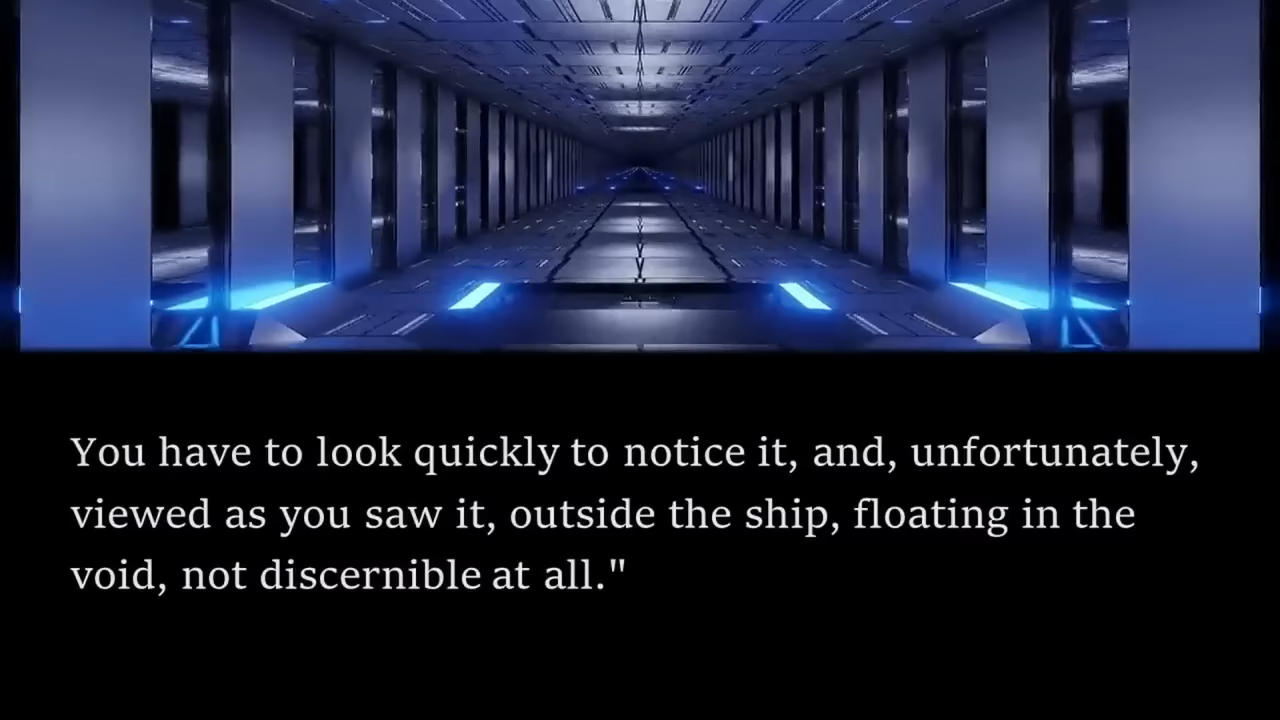 You have to look quickly to notice it, and, unfortunately,
viewed as you saw it, outside the ship, floating in the
void, not discernible at all."